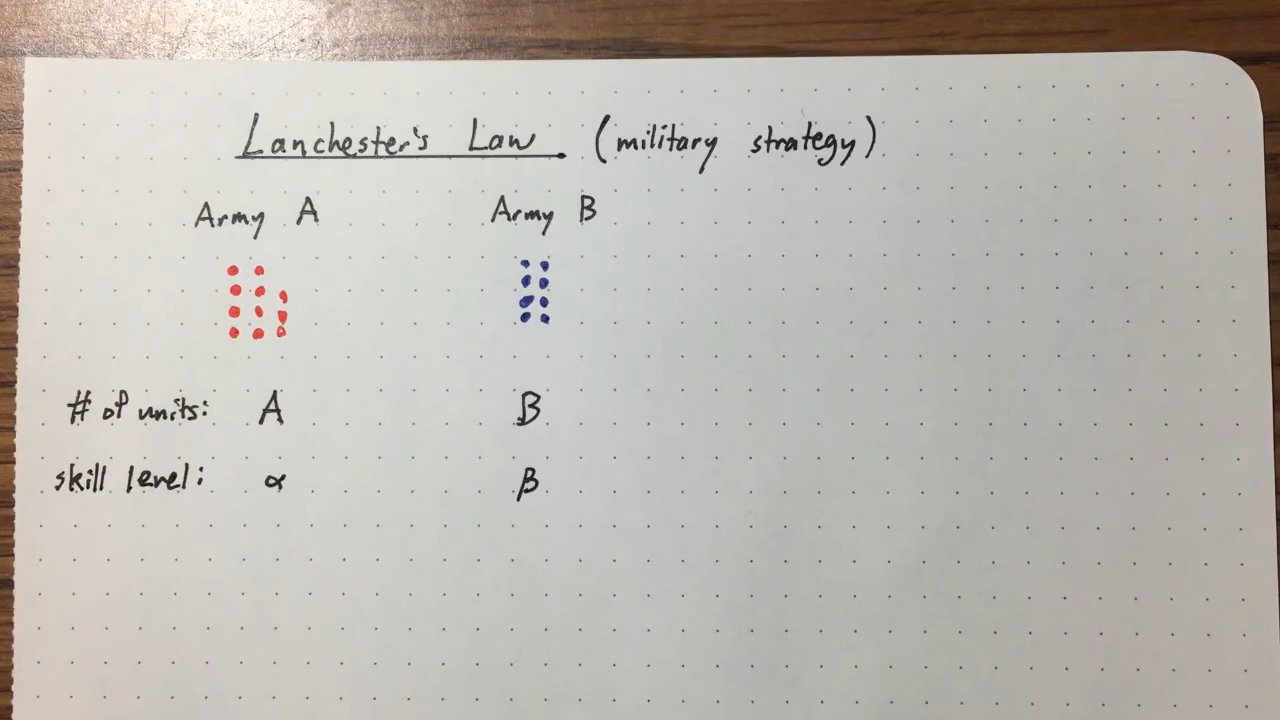 Lanchester's Law (military strategy)
Army A Army B
# of units: A B
skill level: α β